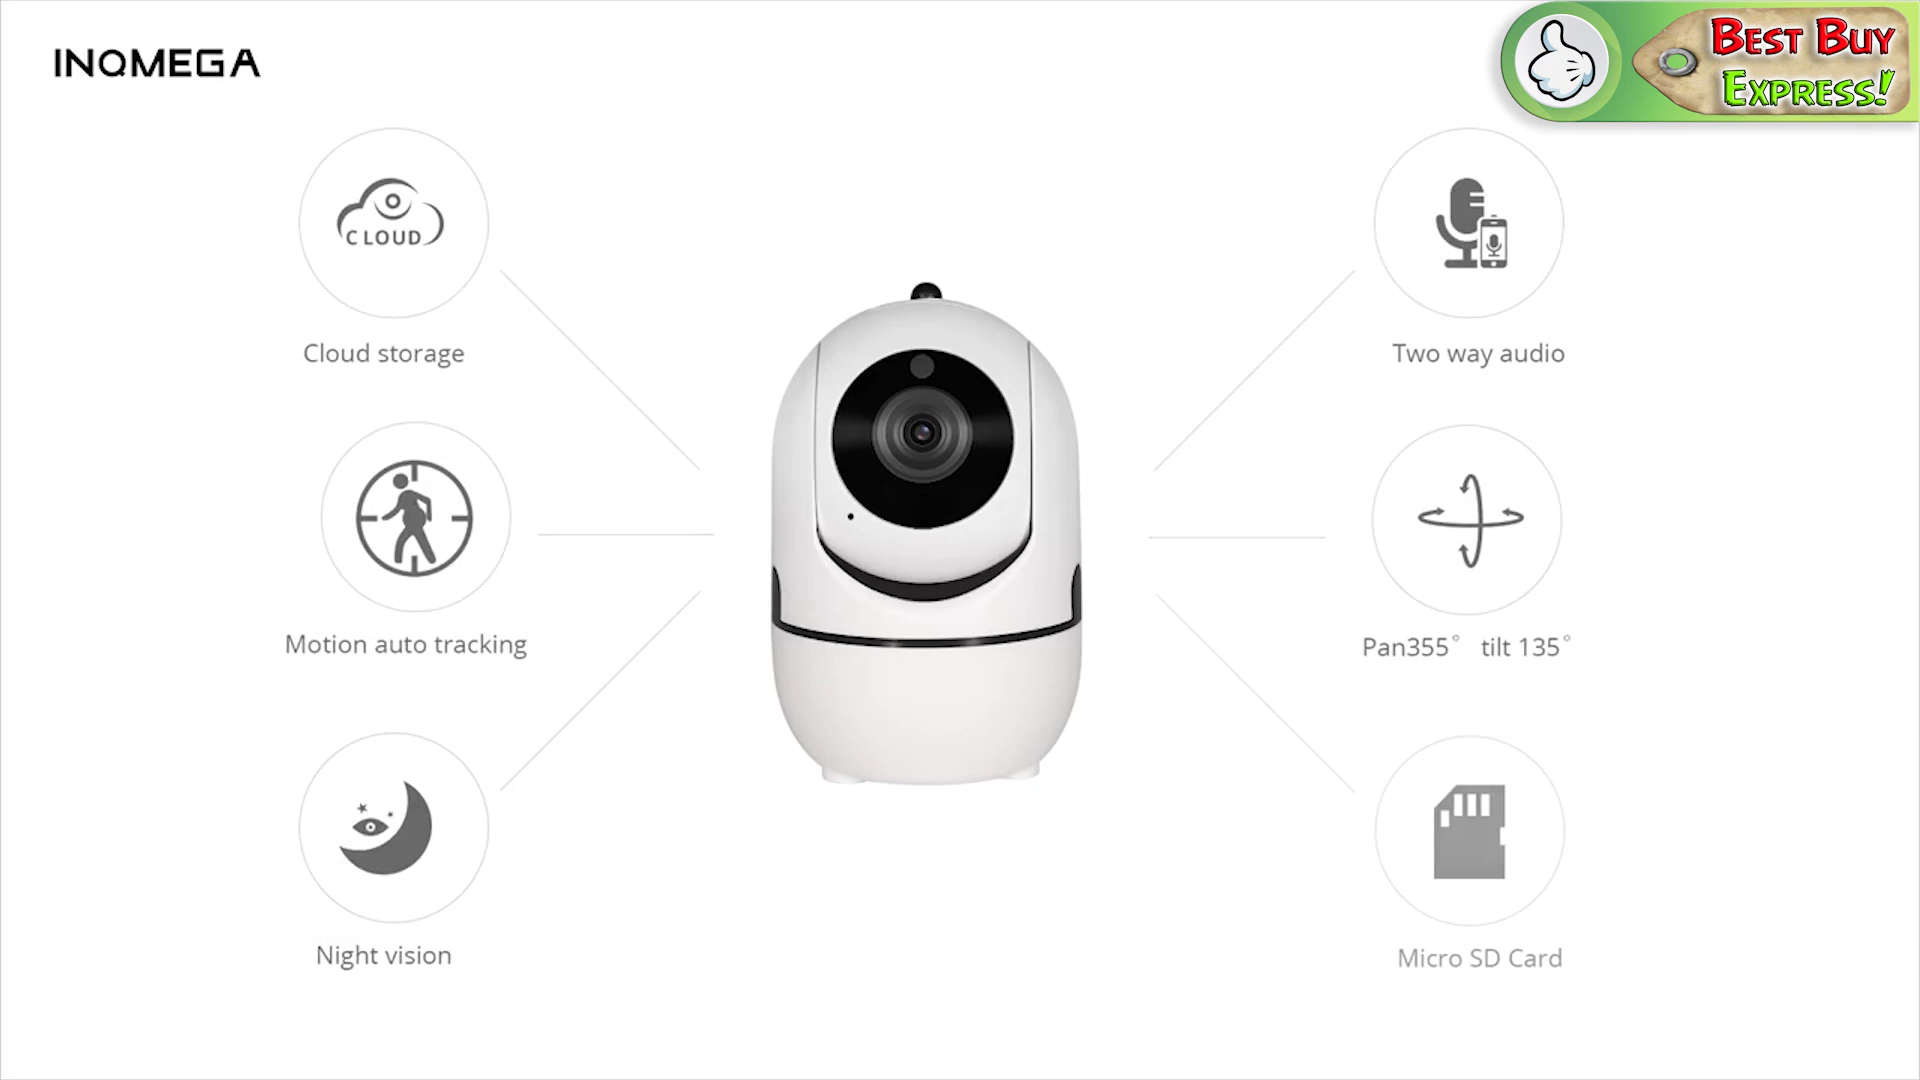 INQMEGA
BEST BUY
EXPRESS!
CLOUD
Cloud storage
Two way audio
Motion auto tracking
Pan355° tilt 135°
Night vision
Micro SD Card